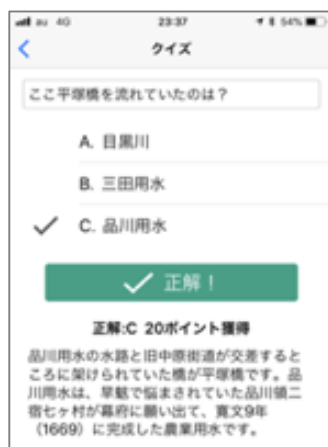 au 4G 23:37 54%
クイズ
ここ平塚橋を流れていたのは？
A. 目黒川
B. 三田用水
C. 品川用水
正解！
正解:C 20ポイント獲得
品川用水の水路と旧中原街道が交差すると
ころに架けられていた橋が平塚橋です。品
川用水は、旱魃で悩まされていた品川領二
宿七ヶ村が幕府に願い出て、寛文9年
（1669）に完成した農業用水です。